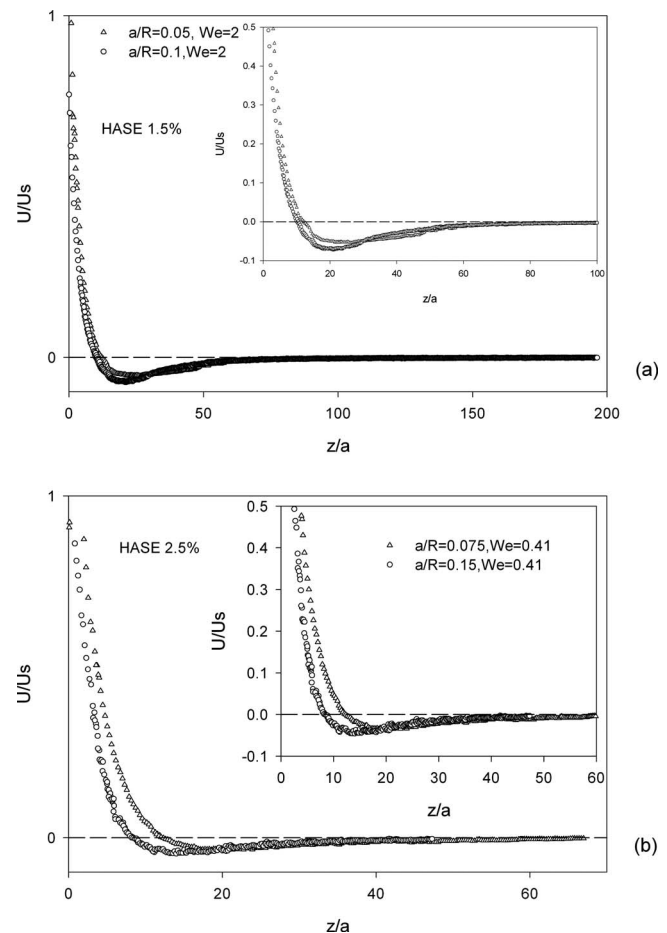 1
a/R=0.05, We=2
a/R=0.1,We=2
HASE 1.5%
U/Us
0
0 50 100 150 200
z/a
0.5
0.4
0.3
0.2
0.1
0.0
-0.1
U/Us
0 20 40 60 80 100
z/a
(a)
1
HASE 2.5%
U/Us
0
0 20 40 60
z/a
0.5
0.4
0.3
0.2
0.1
0.0
-0.1
U/Us
a/R=0.075,We=0.41
a/R=0.15,We=0.41
0 10 20 30 40 50 60
z/a
(b)